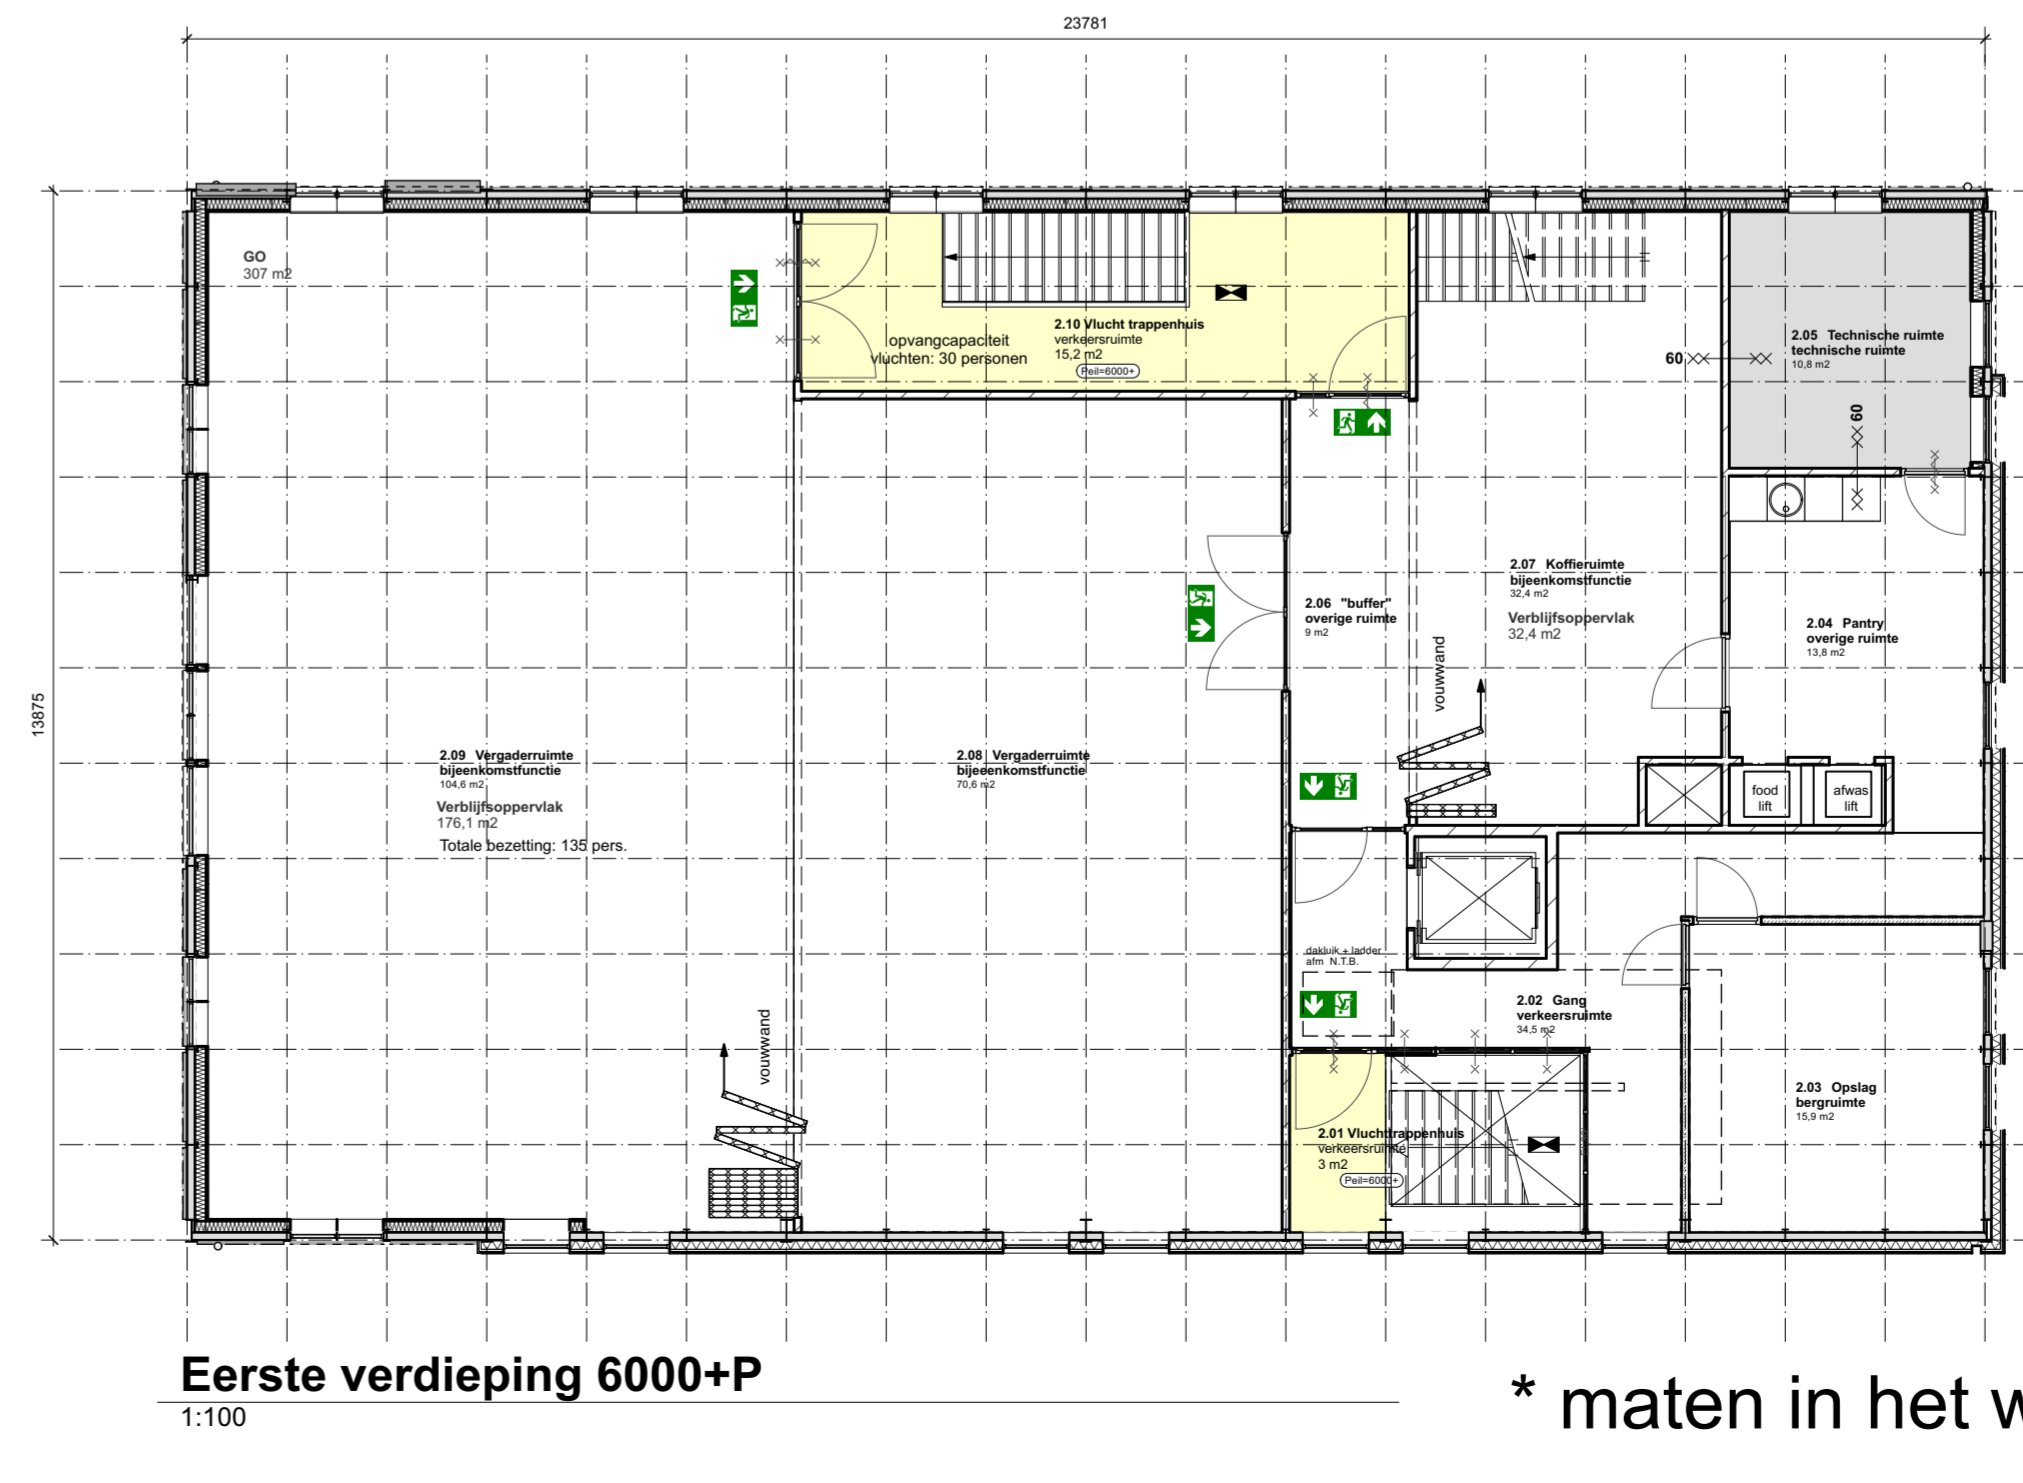 23781
13875
GO
307 m2
opvangcapaciteit
vluchten: 30 personen
2.10 Vlucht trappenhuis
verkeersruimte
15,2 m2
Peil=6000+
60
2.05 Technische ruimte
technische ruimte
10,8 m2
60
2.07 Koffieruimte
bijeenkomstfunctie
32,4 m2
Verblijfsoppervlak
32,4 m2
2.06 "buffer"
overige ruimte
9 m2
2.04 Pantry
overige ruimte
13,8 m2
vouwwand
2.09 Vergaderruimte
bijeenkomstfunctie
104,6 m2
Verblijfsoppervlak
176,1 m2
Totale bezetting: 135 pers.
2.08 Vergaderruimte
bijeeenkomstfunctie
70,6 m2
food
lift
afwas
lift
dakluik + ladder
afm N.T.B.
2.02 Gang
verkeersruimte
34,5 m2
vouwwand
2.03 Opslag
bergruimte
15,9 m2
2.01 Vluchttrappenhuis
verkeersruimte
3 m2
Peil=6000+
Eerste verdieping 6000+P
1:100
* maten in het w